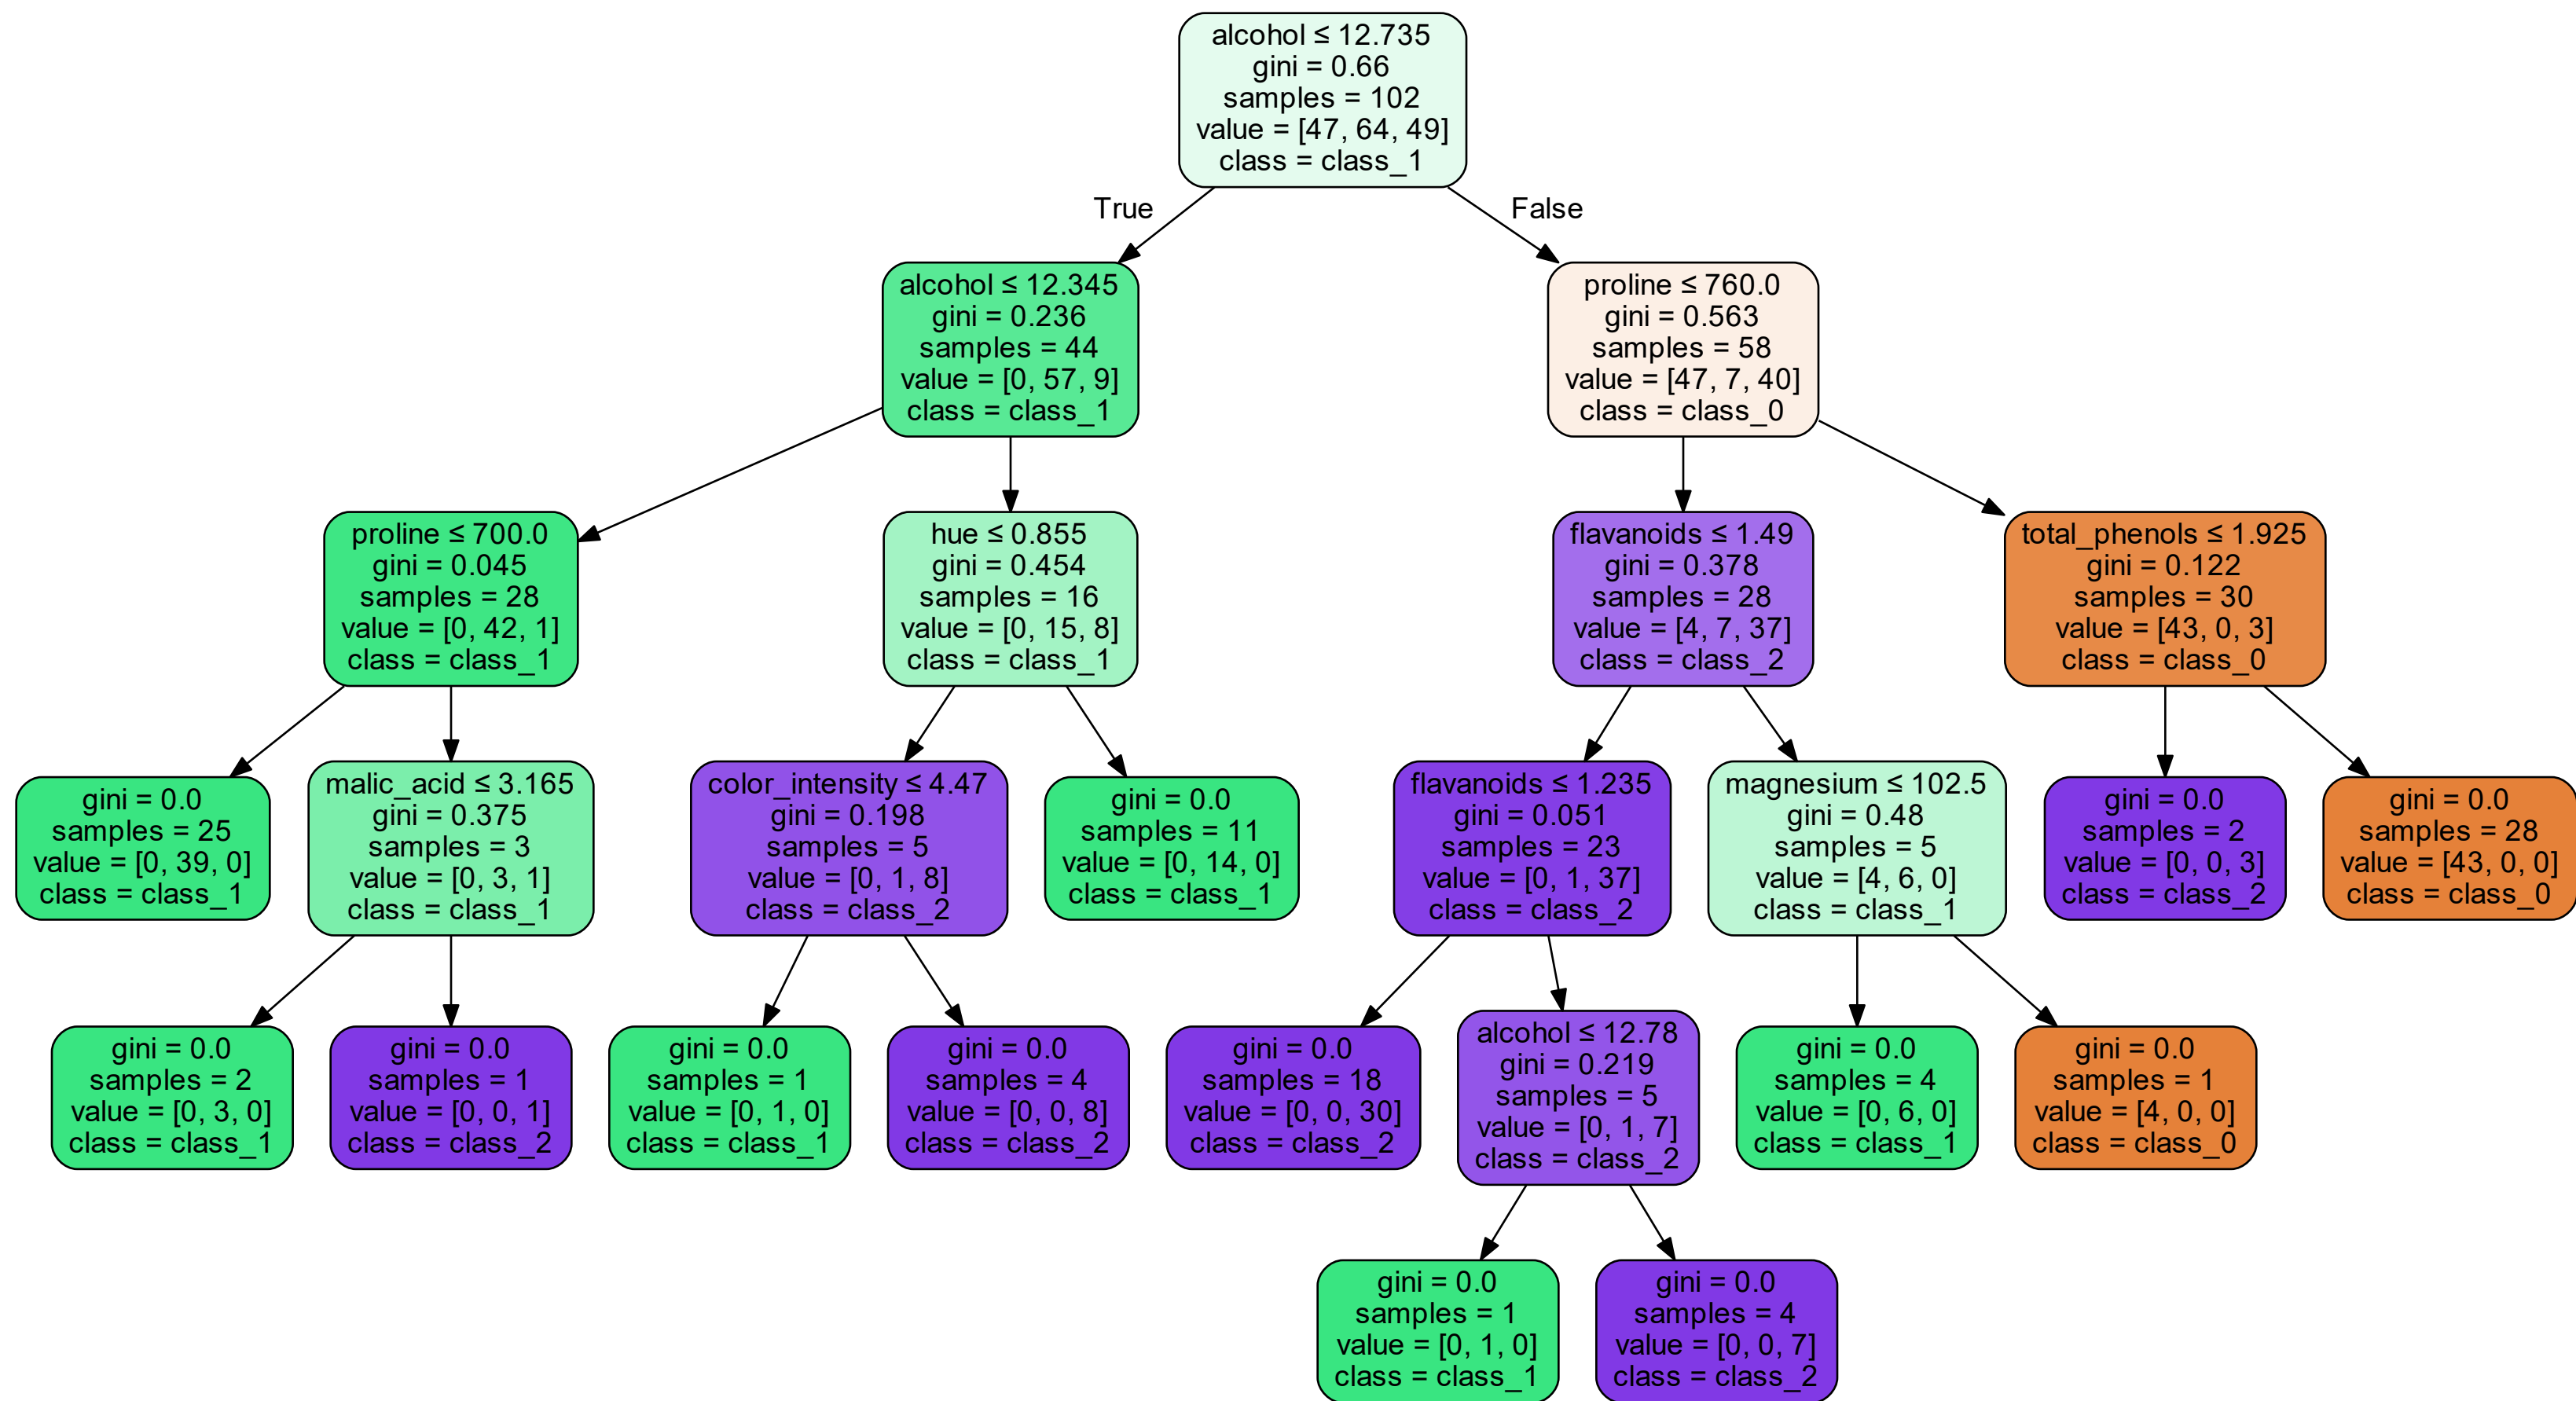 alcohol ≤ 12.735
gini = 0.66
samples = 102
value = [47, 64, 49]
class = class_1
True
False
alcohol ≤ 12.345
gini = 0.236
samples = 44
value = [0, 57, 9]
class = class_1
proline ≤ 760.0
gini = 0.563
samples = 58
value = [47, 7, 40]
class = class_0
proline ≤ 700.0
gini = 0.045
samples = 28
value = [0, 42, 1]
class = class_1
hue ≤ 0.855
gini = 0.454
samples = 16
value = [0, 15, 8]
class = class_1
flavanoids ≤ 1.49
gini = 0.378
samples = 28
value = [4, 7, 37]
class = class_2
total_phenols ≤ 1.925
gini = 0.122
samples = 30
value = [43, 0, 3]
class = class_0
gini = 0.0
samples = 25
value = [0, 39, 0]
class = class_1
malic_acid ≤ 3.165
gini = 0.375
samples = 3
value = [0, 3, 1]
class = class_1
color_intensity ≤ 4.47
gini = 0.198
samples = 5
value = [0, 1, 8]
class = class_2
gini = 0.0
samples = 11
value = [0, 14, 0]
class = class_1
flavanoids ≤ 1.235
gini = 0.051
samples = 23
value = [0, 1, 37]
class = class_2
magnesium ≤ 102.5
gini = 0.48
samples = 5
value = [4, 6, 0]
class = class_1
gini = 0.0
samples = 2
value = [0, 0, 3]
class = class_2
gini = 0.0
samples = 28
value = [43, 0, 0]
class = class_0
gini = 0.0
samples = 2
value = [0, 3, 0]
class = class_1
gini = 0.0
samples = 1
value = [0, 0, 1]
class = class_2
gini = 0.0
samples = 1
value = [0, 1, 0]
class = class_1
gini = 0.0
samples = 4
value = [0, 0, 8]
class = class_2
gini = 0.0
samples = 18
value = [0, 0, 30]
class = class_2
alcohol ≤ 12.78
gini = 0.219
samples = 5
value = [0, 1, 7]
class = class_2
gini = 0.0
samples = 4
value = [0, 6, 0]
class = class_1
gini = 0.0
samples = 1
value = [4, 0, 0]
class = class_0
gini = 0.0
samples = 1
value = [0, 1, 0]
class = class_1
gini = 0.0
samples = 4
value = [0, 0, 7]
class = class_2